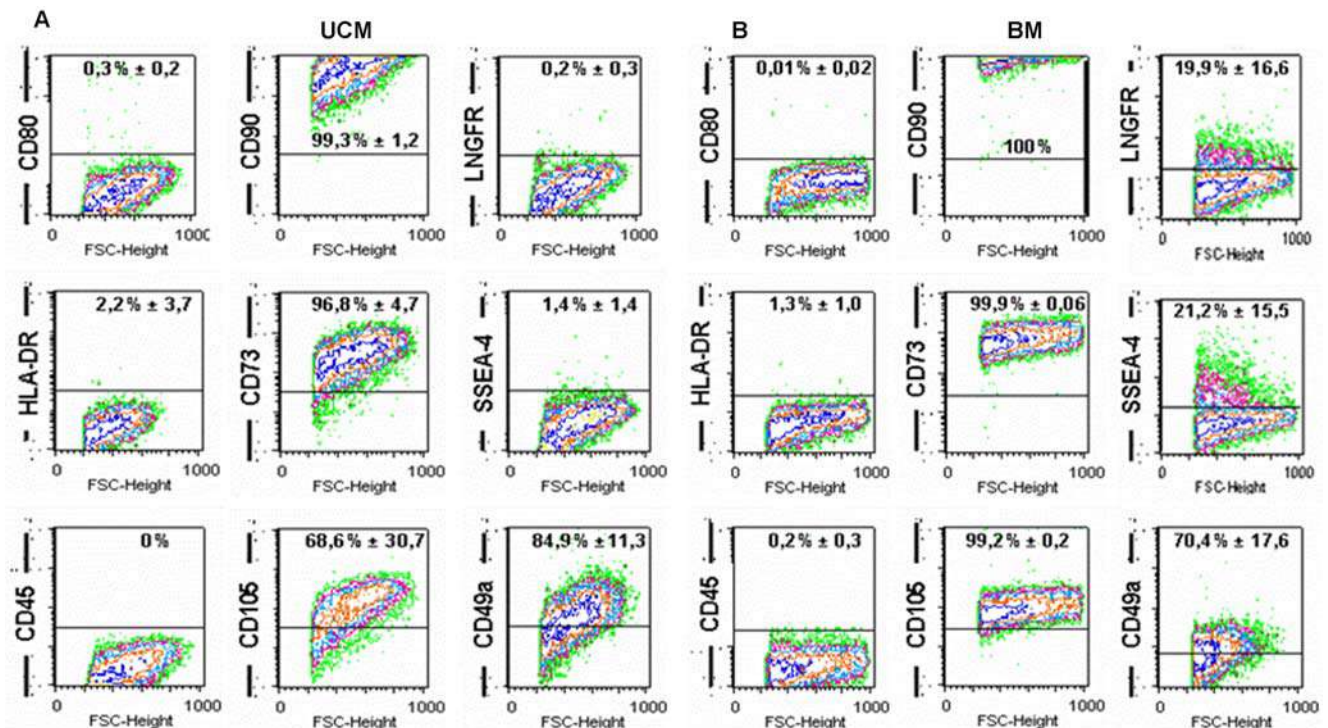 A UCM B BM
CD80 0,3% ± 0,2 0 1000 FSC-Height
CD90 99,3% ± 1,2 0 1000 FSC-Height
LNGFR 0,2% ± 0,3 0 1000 FSC-Height
CD80 0,01% ± 0,02 0 1000 FSC-Height
CD90 100% 0 1000 FSC-Height
LNGFR 19,9% ± 16,6 0 1000 FSC-Height
HLA-DR 2,2% ± 3,7 0 1000 FSC-Height
CD73 96,8% ± 4,7 0 1000 FSC-Height
SSEA-4 1,4% ± 1,4 0 1000 FSC-Height
HLA-DR 1,3% ± 1,0 0 1000 FSC-Height
CD73 99,9% ± 0,06 0 1000 FSC-Height
SSEA-4 21,2% ± 15,5 0 1000 FSC-Height
CD45 0% 0 1000 FSC-Height
CD105 68,6% ± 30,7 0 1000 FSC-Height
CD49a 84,9% ± 11,3 0 1000 FSC-Height
CD45 0,2% ± 0,3 0 1000 FSC-Height
CD105 99,2% ± 0,2 0 1000 FSC-Height
CD49a 70,4% ± 17,6 0 1000 FSC-Height